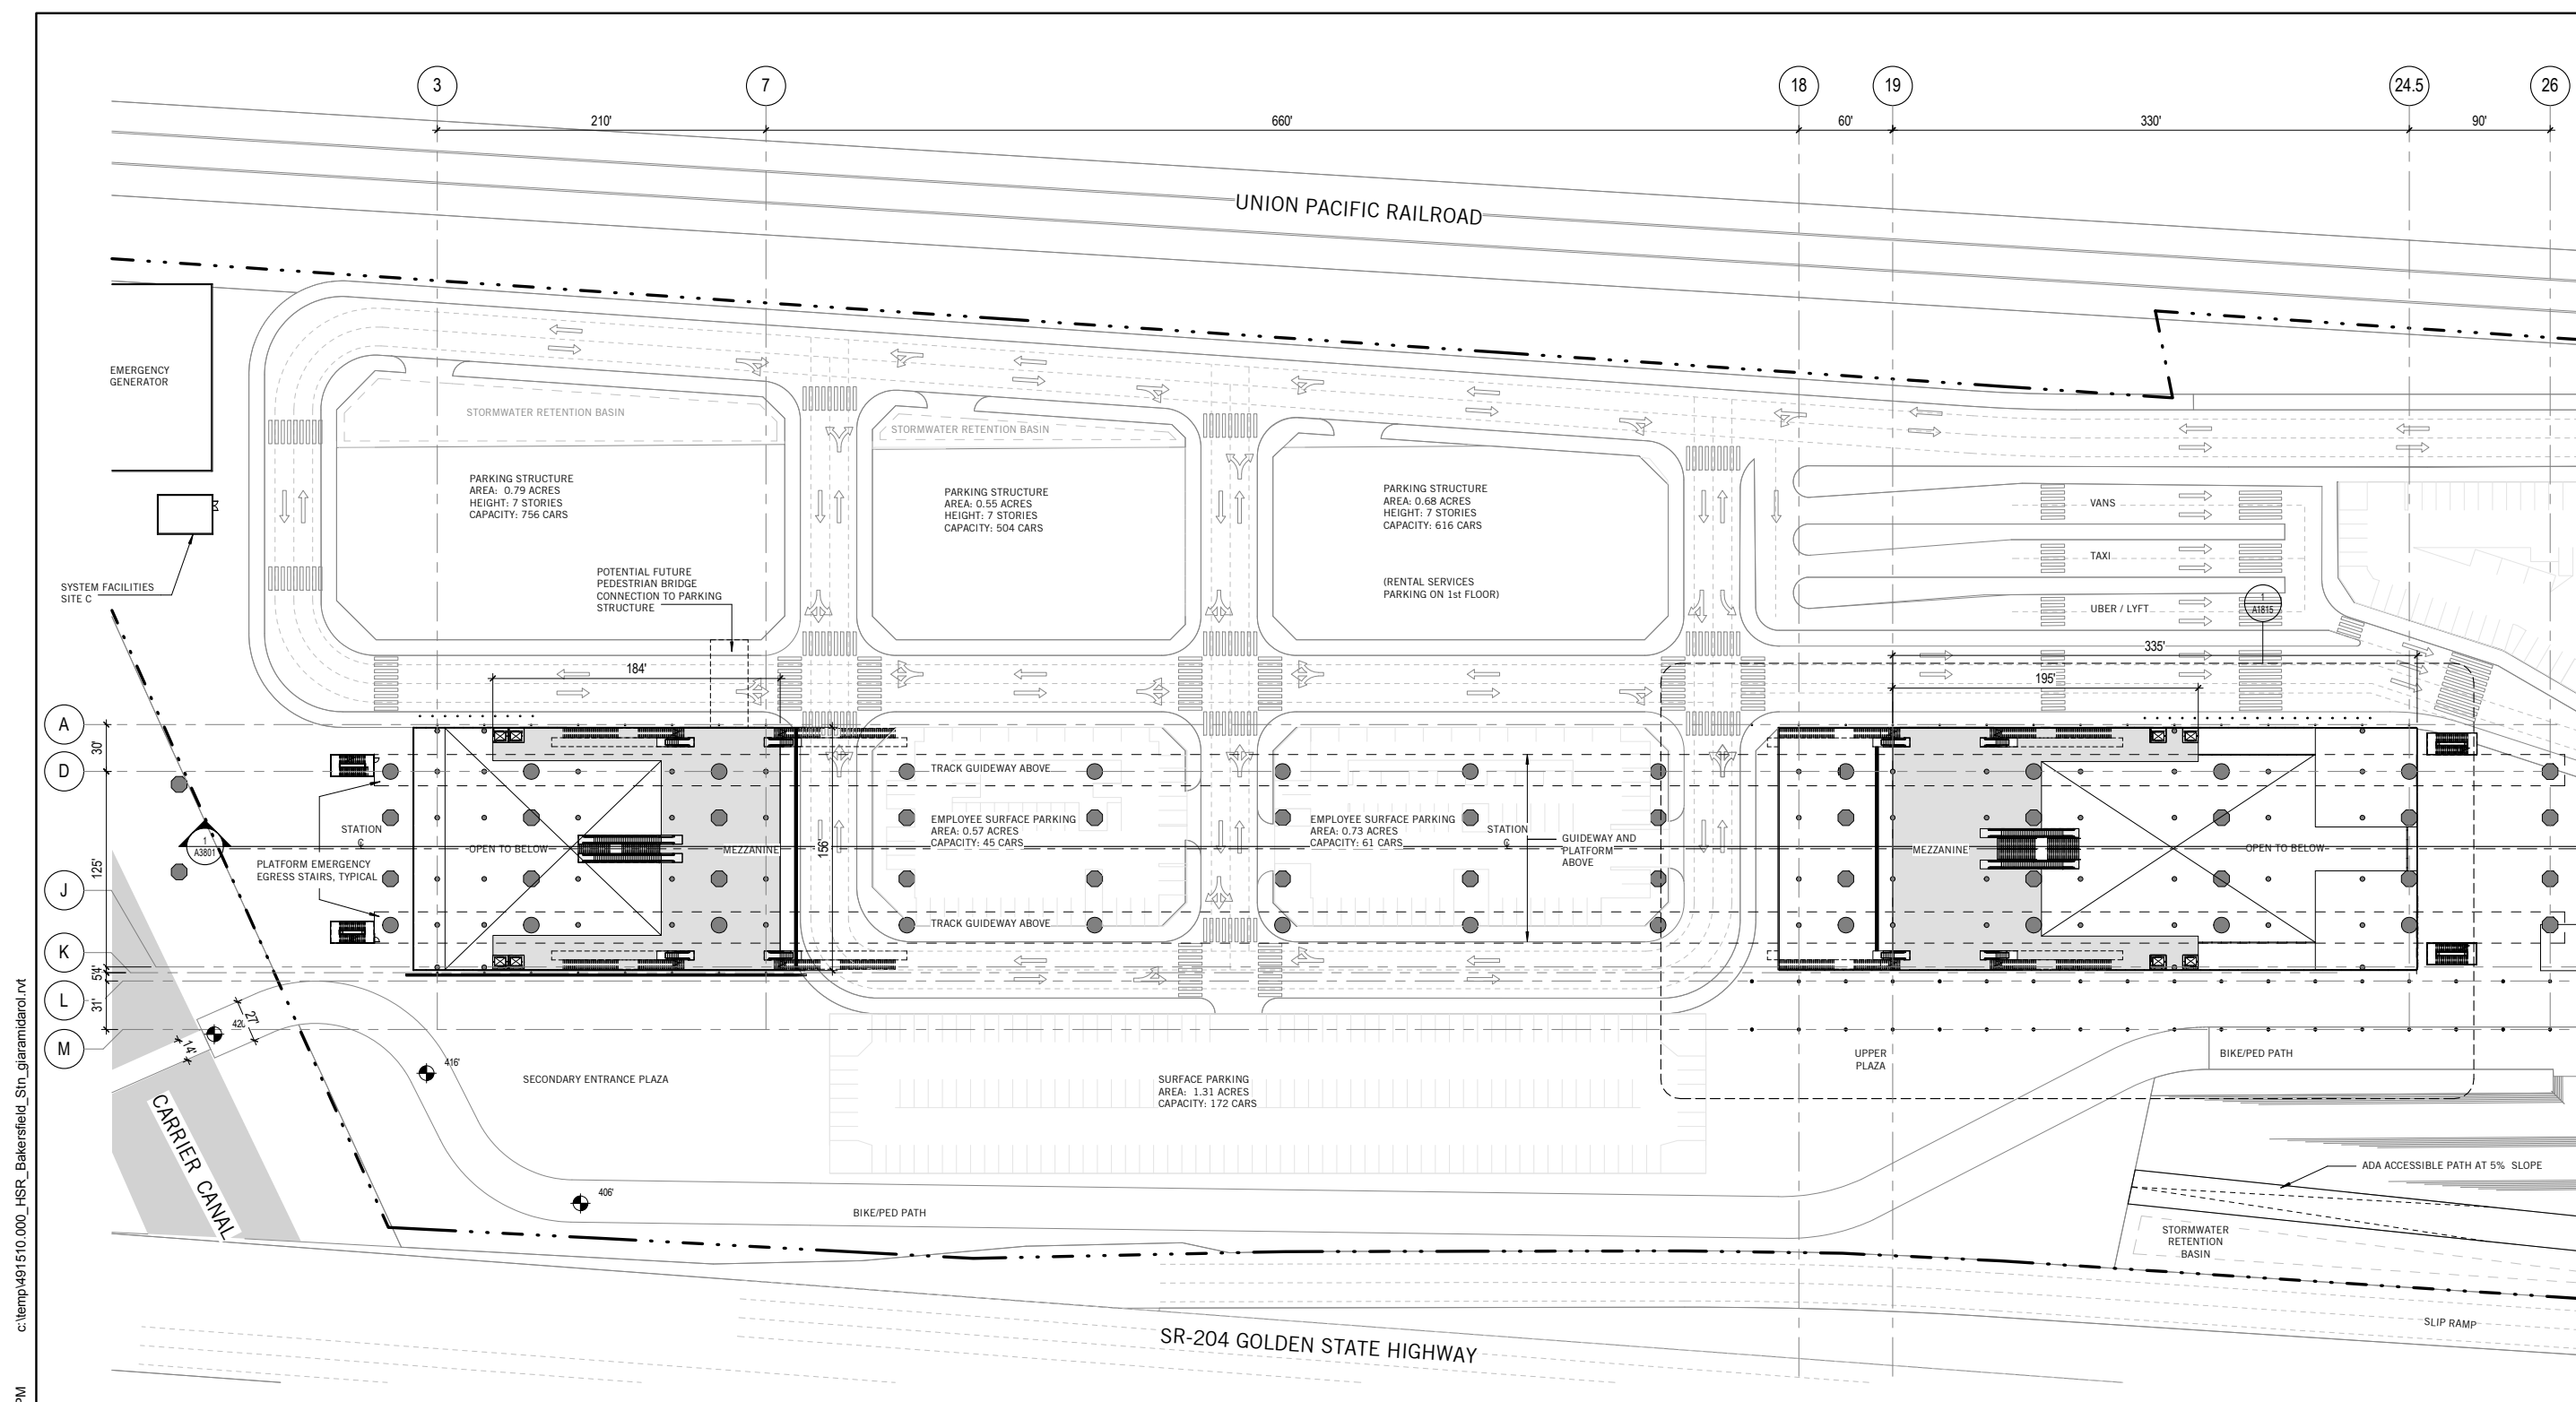 3
7
18
19
24.5
26
210'
660'
60'
330'
90'
UNION PACIFIC RAILROAD
EMERGENCY
GENERATOR
STORMWATER RETENTION BASIN
STORMWATER RETENTION BASIN
PARKING STRUCTURE
AREA: 0.79 ACRES
HEIGHT: 7 STORIES
CAPACITY: 756 CARS
PARKING STRUCTURE
AREA: 0.55 ACRES
HEIGHT: 7 STORIES
CAPACITY: 504 CARS
PARKING STRUCTURE
AREA: 0.68 ACRES
HEIGHT: 7 STORIES
CAPACITY: 616 CARS
(RENTAL SERVICES
PARKING ON 1st FLOOR)
VANS
TAXI
UBER / LYFT
1
A1815
SYSTEM FACILITIES
SITE C
POTENTIAL FUTURE
PEDESTRIAN BRIDGE
CONNECTION TO PARKING
STRUCTURE
184'
335'
195'
A
30'
D
125'
J
K
5'4"
L
31'
M
TRACK GUIDEWAY ABOVE
STATION
℄
OPEN TO BELOW
MEZZANINE
156'
EMPLOYEE SURFACE PARKING
AREA: 0.57 ACRES
CAPACITY: 45 CARS
EMPLOYEE SURFACE PARKING
AREA: 0.73 ACRES
CAPACITY: 61 CARS
STATION
℄
GUIDEWAY AND
PLATFORM
ABOVE
MEZZANINE
OPEN TO BELOW
1
A3801
PLATFORM EMERGENCY
EGRESS STAIRS, TYPICAL
TRACK GUIDEWAY ABOVE
27'
14'
416'
406'
SECONDARY ENTRANCE PLAZA
SURFACE PARKING
AREA: 1.31 ACRES
CAPACITY: 172 CARS
UPPER
PLAZA
BIKE/PED PATH
CARRIER CANAL
BIKE/PED PATH
ADA ACCESSIBLE PATH AT 5% SLOPE
STORMWATER
RETENTION
BASIN
SLIP RAMP
SR-204 GOLDEN STATE HIGHWAY
c:\temp\491510.000_HSR_Bakersfield_Stn_giaramidarol.rvt
PM